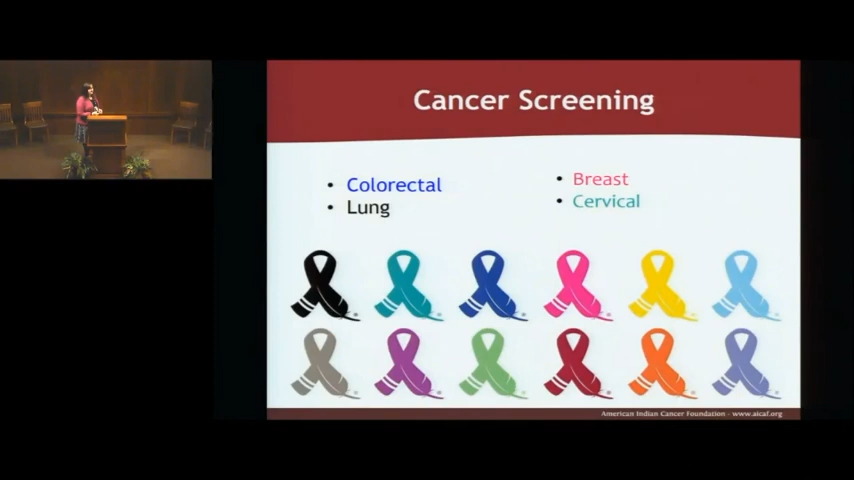 Cancer Screening
• Colorectal
• Lung
• Breast
• Cervical
American Indian Cancer Foundation - www.aicaf.org